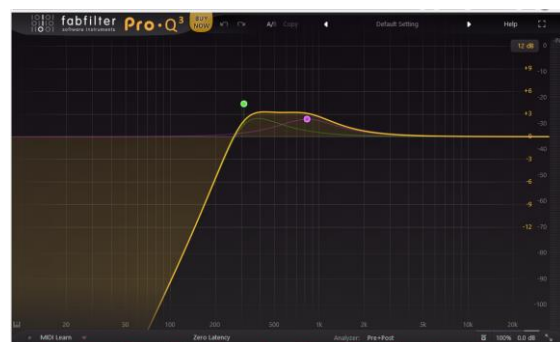 fabfilter software instruments Pro·Q³ BUY NOW A/B Copy Default Setting Help
12 dB
+9 -20
+6
+3 -30
0 -40
-3 -50
-6 -60
-9
-12 -70
-80
-90
-100
20 50 100 200 500 1K 2K 5K 10K 20K
MIDI Learn Zero Latency Analyzer: Pre+Post 100% 0.0 dB